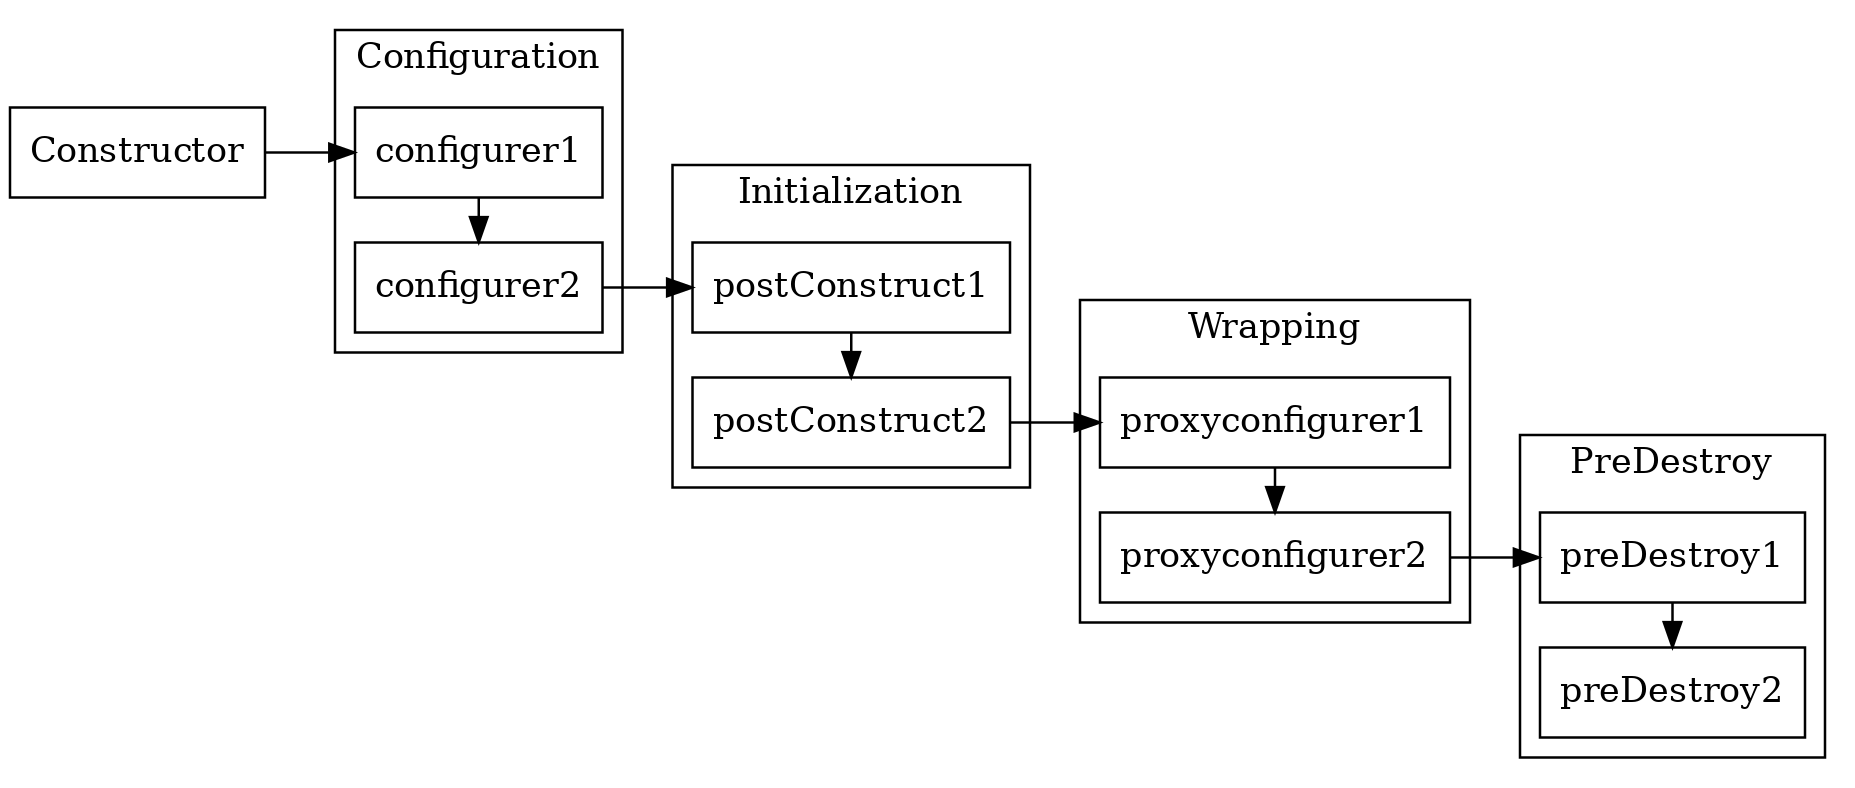 Configuration
Constructor
configurer1
configurer2
Initialization
postConstruct1
postConstruct2
Wrapping
proxyconfigurer1
proxyconfigurer2
PreDestroy
preDestroy1
preDestroy2